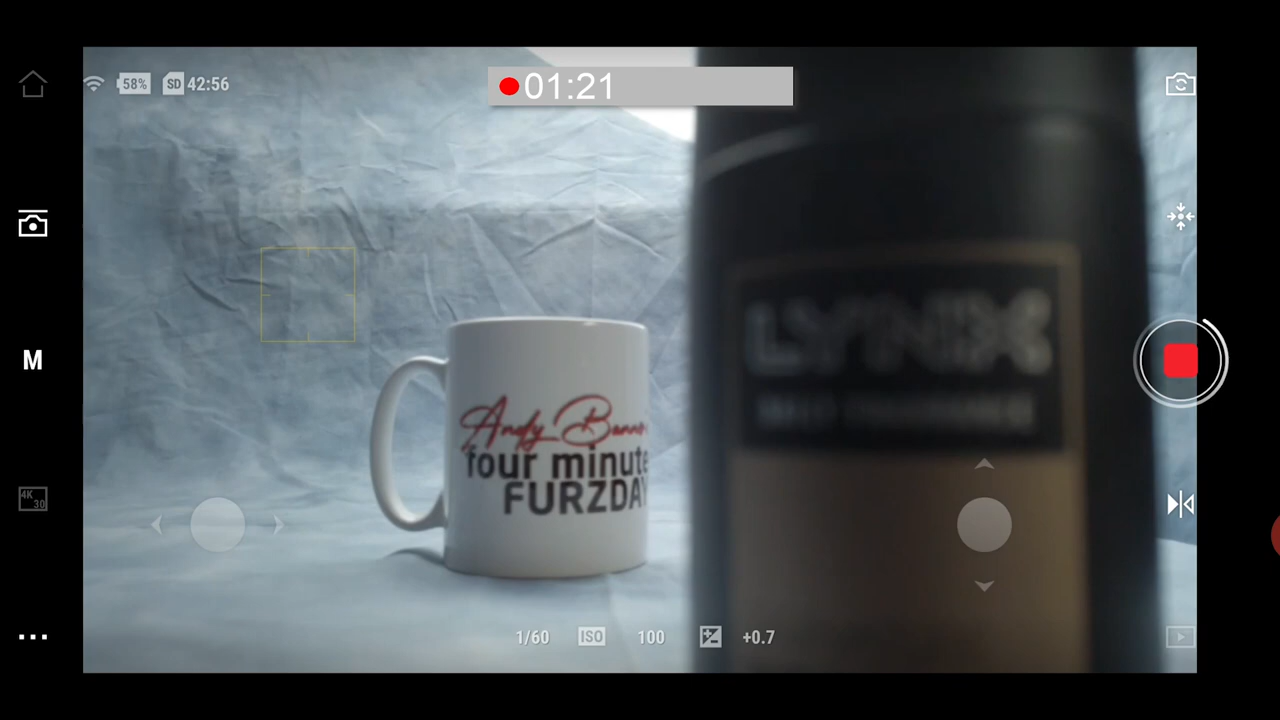 58% SD 42:56
01:21
LYNX
Andy
four minute
FURZDAY
M
4K
30
1/60 ISO 100 +0.7